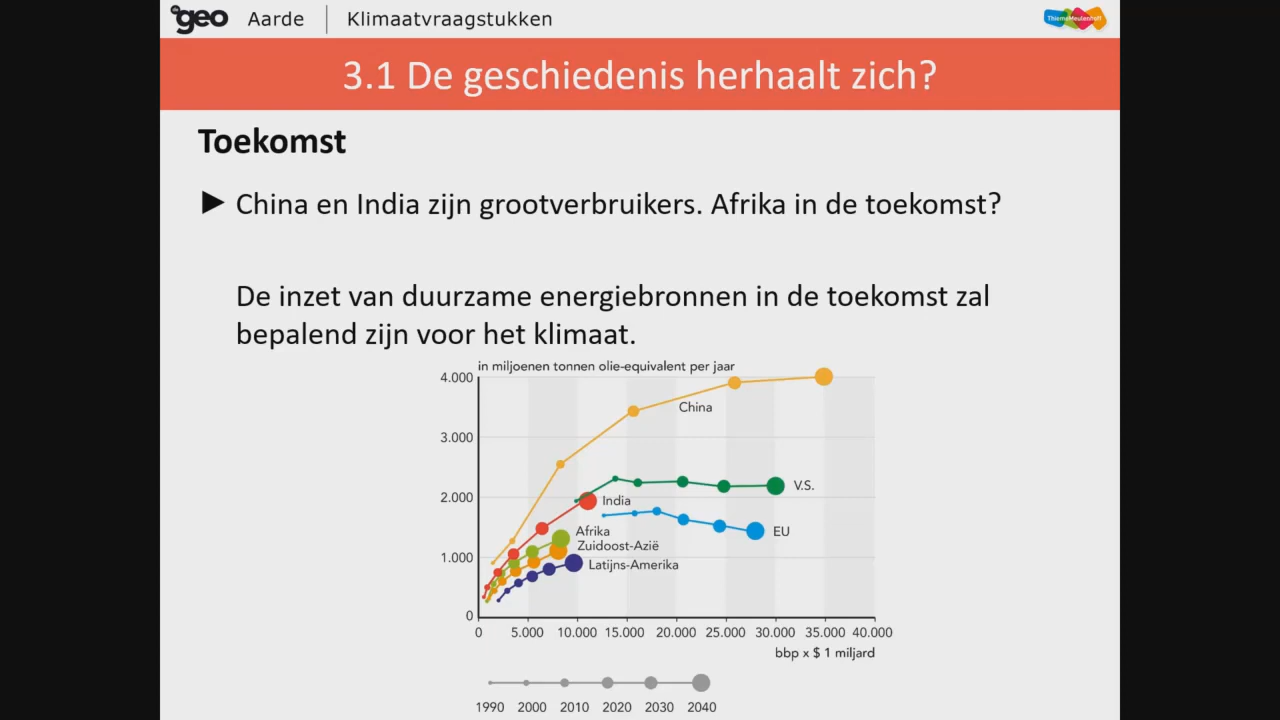 de geo Aarde Klimaatvraagstukken
ThiemeMeulenhoff
3.1 De geschiedenis herhaalt zich?
Toekomst
► China en India zijn grootverbruikers. Afrika in de toekomst?
De inzet van duurzame energiebronnen in de toekomst zal
bepalend zijn voor het klimaat.
in miljoenen tonnen olie-equivalent per jaar
4.000
China
3.000
V.S.
2.000
India
Afrika
EU
Zuidoost-Azië
1.000
Latijns-Amerika
0
0 5.000 10.000 15.000 20.000 25.000 30.000 35.000 40.000
bbp x $ 1 miljard
1990 2000 2010 2020 2030 2040